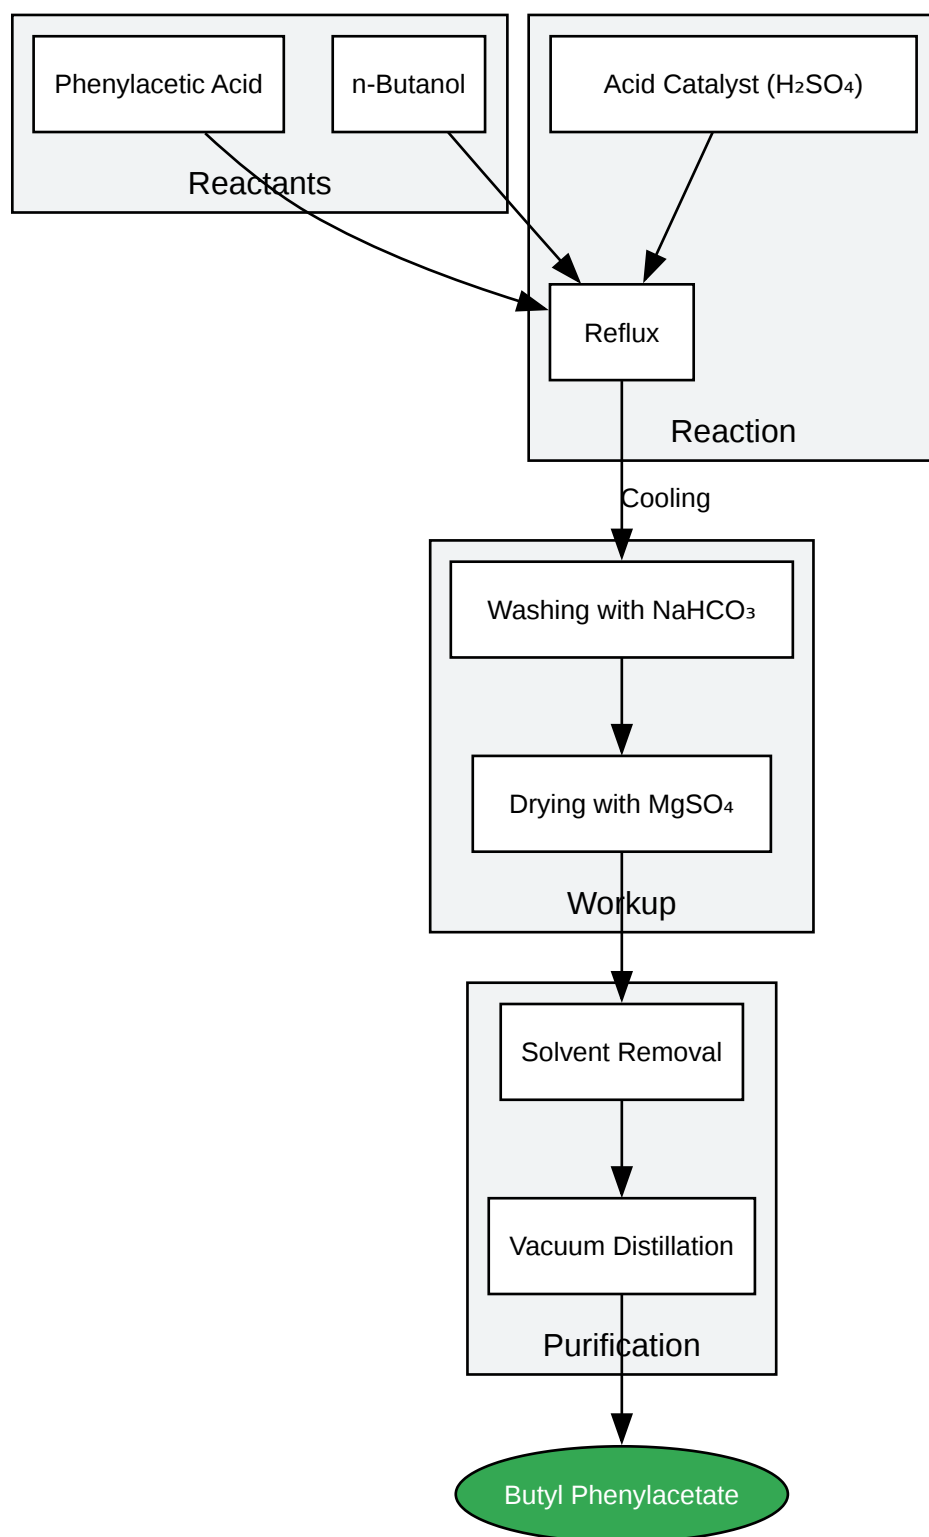 Phenylacetic Acid
n-Butanol
Acid Catalyst (H₂SO₄)
Reactants
Reflux
Reaction
Cooling
Washing with NaHCO₃
Drying with MgSO₄
Workup
Solvent Removal
Vacuum Distillation
Purification
Butyl Phenylacetate